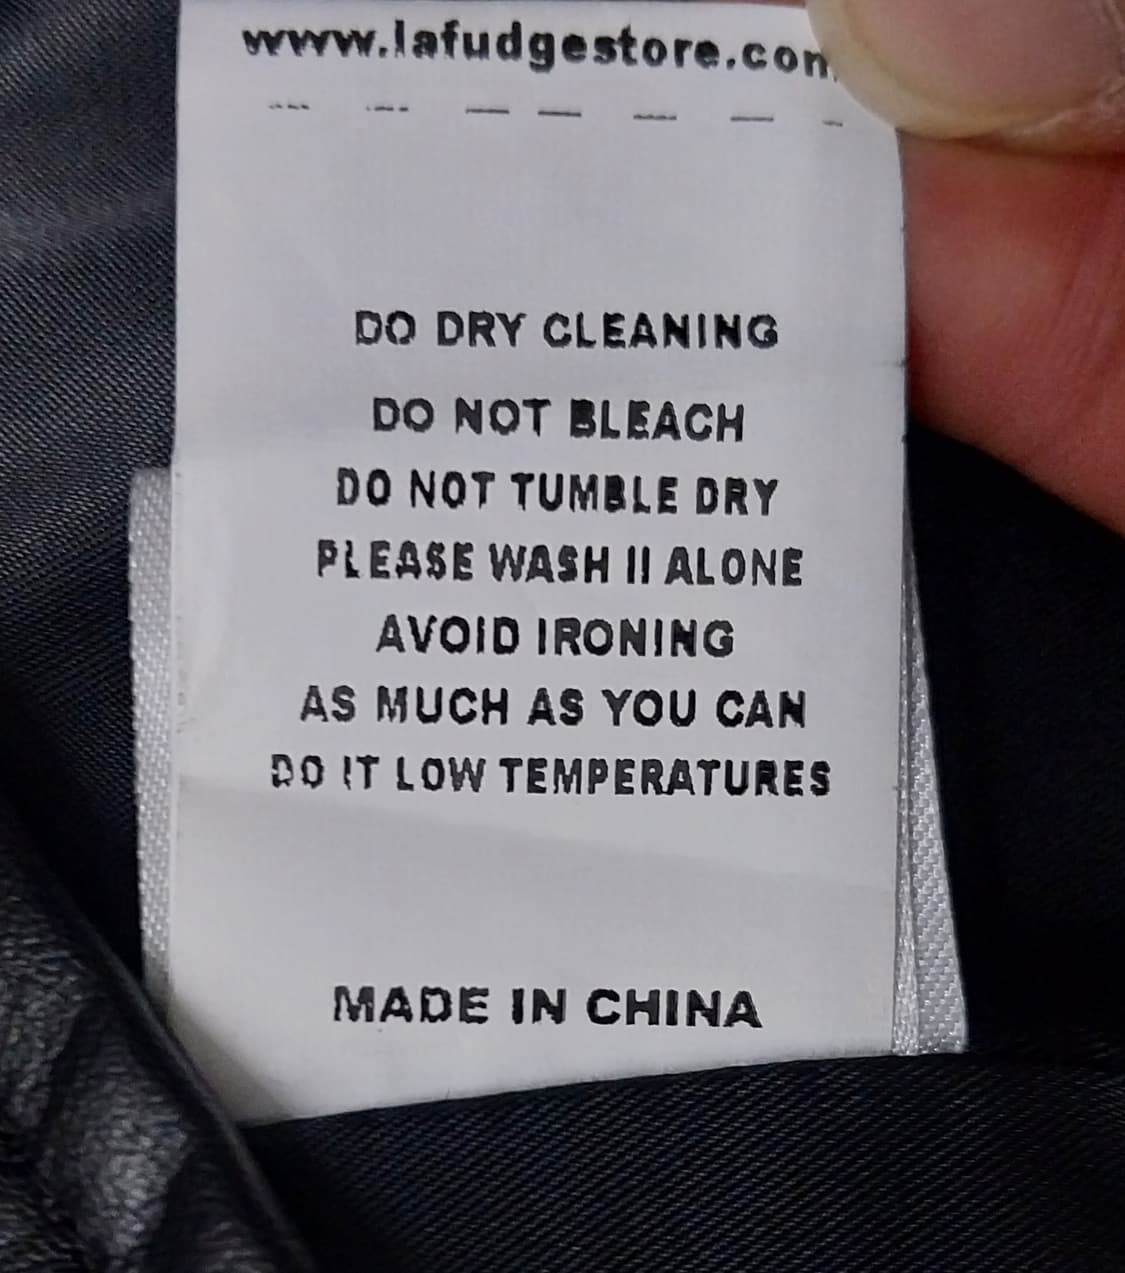 www.lafudgestore.com
DO DRY CLEANING
DO NOT BLEACH
DO NOT TUMBLE DRY
PLEASE WASH II ALONE
AVOID IRONING
AS MUCH AS YOU CAN
DO IT LOW TEMPERATURES
MADE IN CHINA